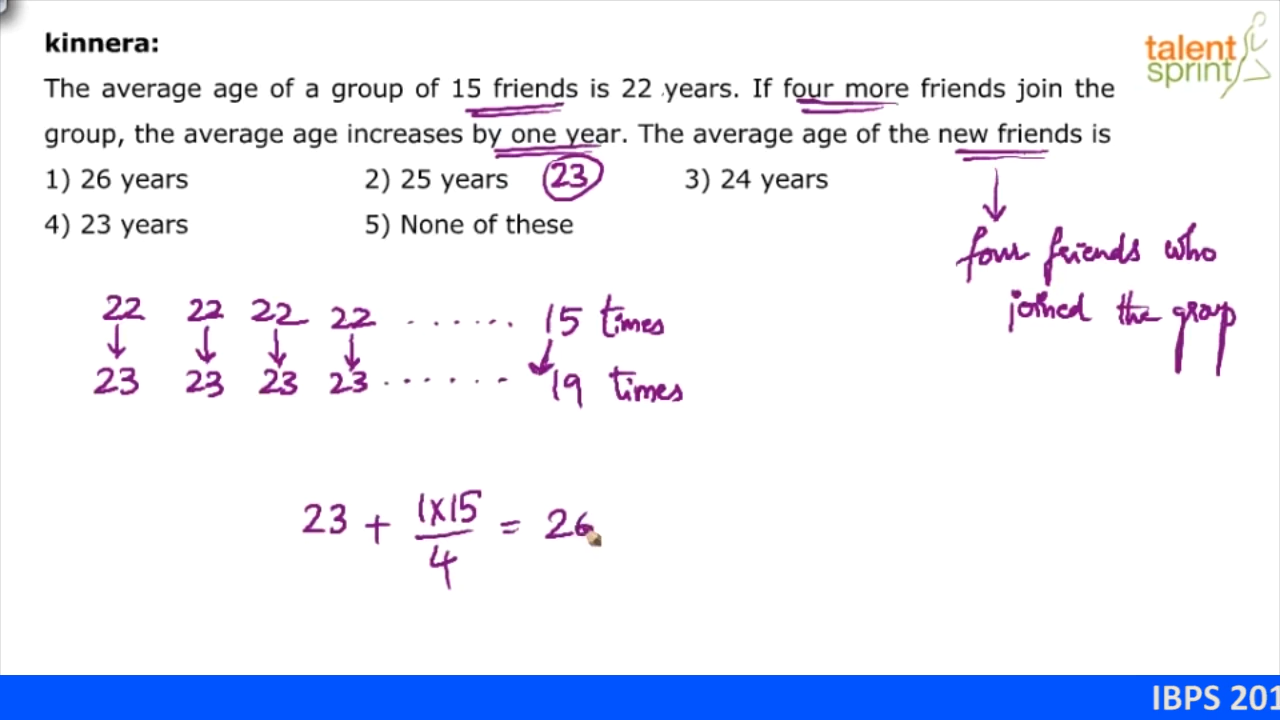 kinnera:
talent
sprint
The average age of a group of 15 friends is 22 years. If four more friends join the
group, the average age increases by one year. The average age of the new friends is
1) 26 years 2) 25 years 23 3) 24 years
4) 23 years 5) None of these
four friends who
joined the group
22 22 22 22 ....... 15 times
23 23 23 23 ....... 19 times
23 + 1x15/4 = 26
IBPS 201